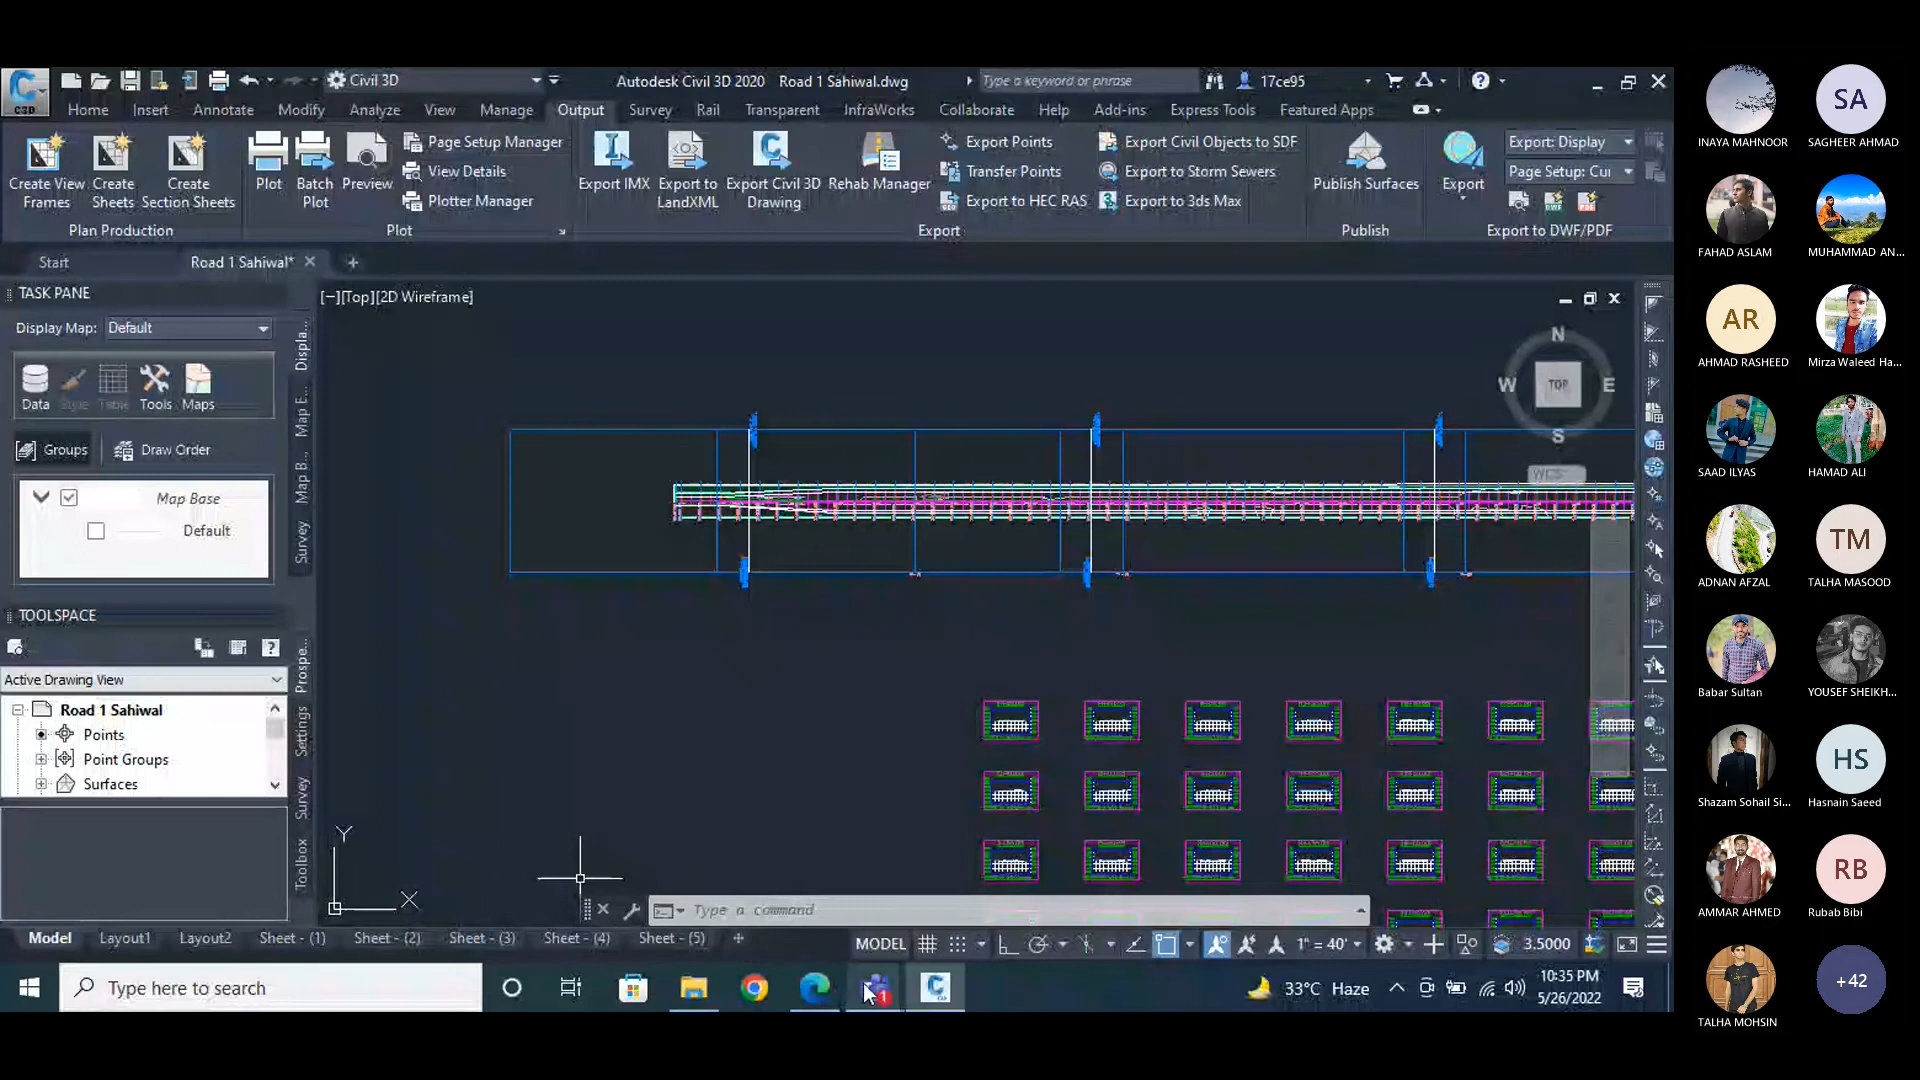 Civil 3D
Autodesk Civil 3D 2020 Road 1 Sahiwal.dwg
Type a keyword or phrase
17ce95
C3D
Home Insert Annotate Modify Analyze View Manage Output Survey Rail Transparent InfraWorks Collaborate Help Add-ins Express Tools Featured Apps
Create View Frames
Create Sheets
Create Section Sheets
Plan Production
Plot
Batch Plot
Preview
Page Setup Manager
View Details
Plotter Manager
Plot
Export IMX
Export to LandXML
Export Civil 3D Drawing
Rehab Manager
Export Points
Transfer Points
Export to HEC RAS
Export Civil Objects to SDF
Export to Storm Sewers
Export to 3ds Max
Export
Publish Surfaces
Publish
Export
Export: Display
Page Setup: Cui
Export to DWF/PDF
Start
Road 1 Sahiwal*
TASK PANE
Display Map: Default
Data Style Table Tools Maps
Groups Draw Order
Map Base
Default
Displa...
Map E...
Map B...
Survey
TOOLSPACE
Active Drawing View
Road 1 Sahiwal
Points
Point Groups
Surfaces
Prospe...
Settings
Survey
Toolbox
[−][Top][2D Wireframe]
N
W TOP E
S
WCS
Y
X
Type a command
Model Layout1 Layout2 Sheet - (1) Sheet - (2) Sheet - (3) Sheet - (4) Sheet - (5)
MODEL
1" = 40'
3.5000
Type here to search
1
33°C Haze
10:35 PM
5/26/2022
INAYA MAHNOOR
SA
SAGHEER AHMAD
FAHAD ASLAM
MUHAMMAD AN...
AR
AHMAD RASHEED
Mirza Waleed Ha...
SAAD ILYAS
HAMAD ALI
ADNAN AFZAL
TM
TALHA MASOOD
Babar Sultan
YOUSEF SHEIKH...
Shazam Sohail Si...
HS
Hasnain Saeed
AMMAR AHMED
RB
Rubab Bibi
TALHA MOHSIN
+42